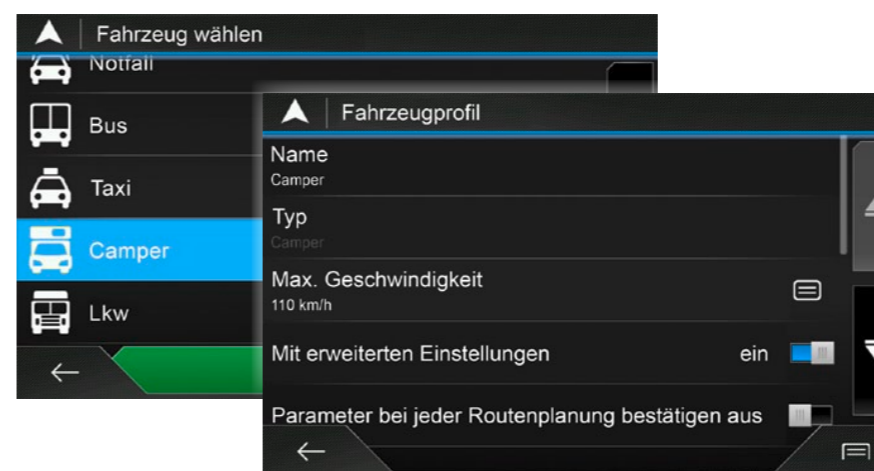 Fahrzeug wählen
Notfall
Bus
Taxi
Camper
Lkw
Fahrzeugprofil
Name
Camper
Typ
Camper
Max. Geschwindigkeit
110 km/h
Mit erweiterten Einstellungen ein
Parameter bei jeder Routenplanung bestätigen aus